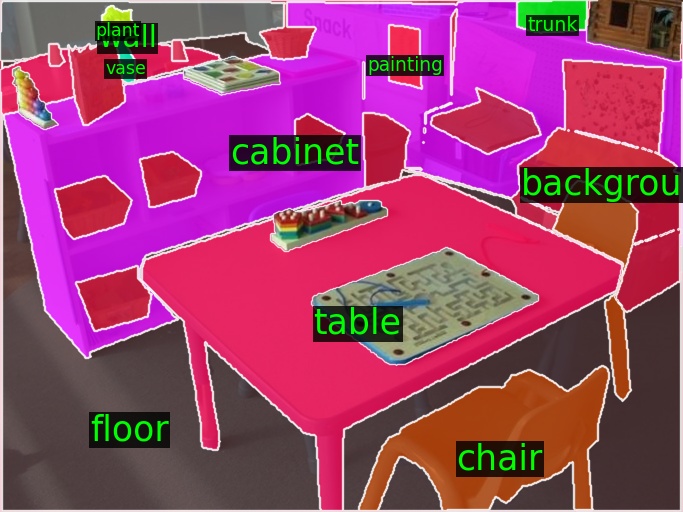 Snack
trunk
plant
wall
vase
painting
cabinet
backgrou
table
floor
chair